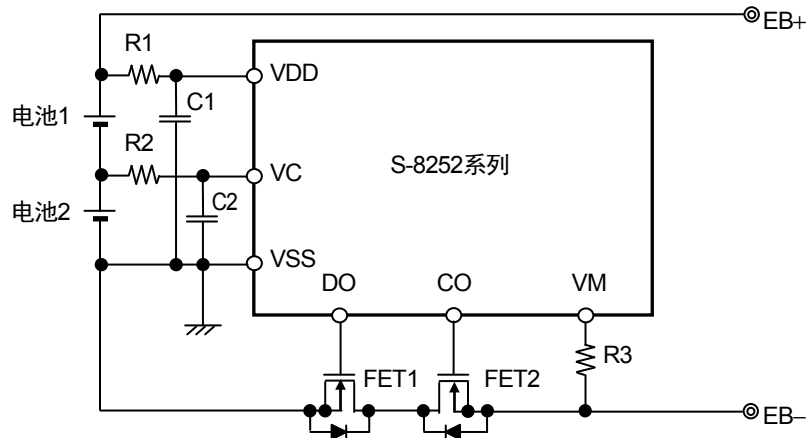 EB+
R1
VDD
C1
电池1
R2
S-8252系列
VC
C2
电池2
VSS
DO
CO
VM
R3
FET1
FET2
EB−